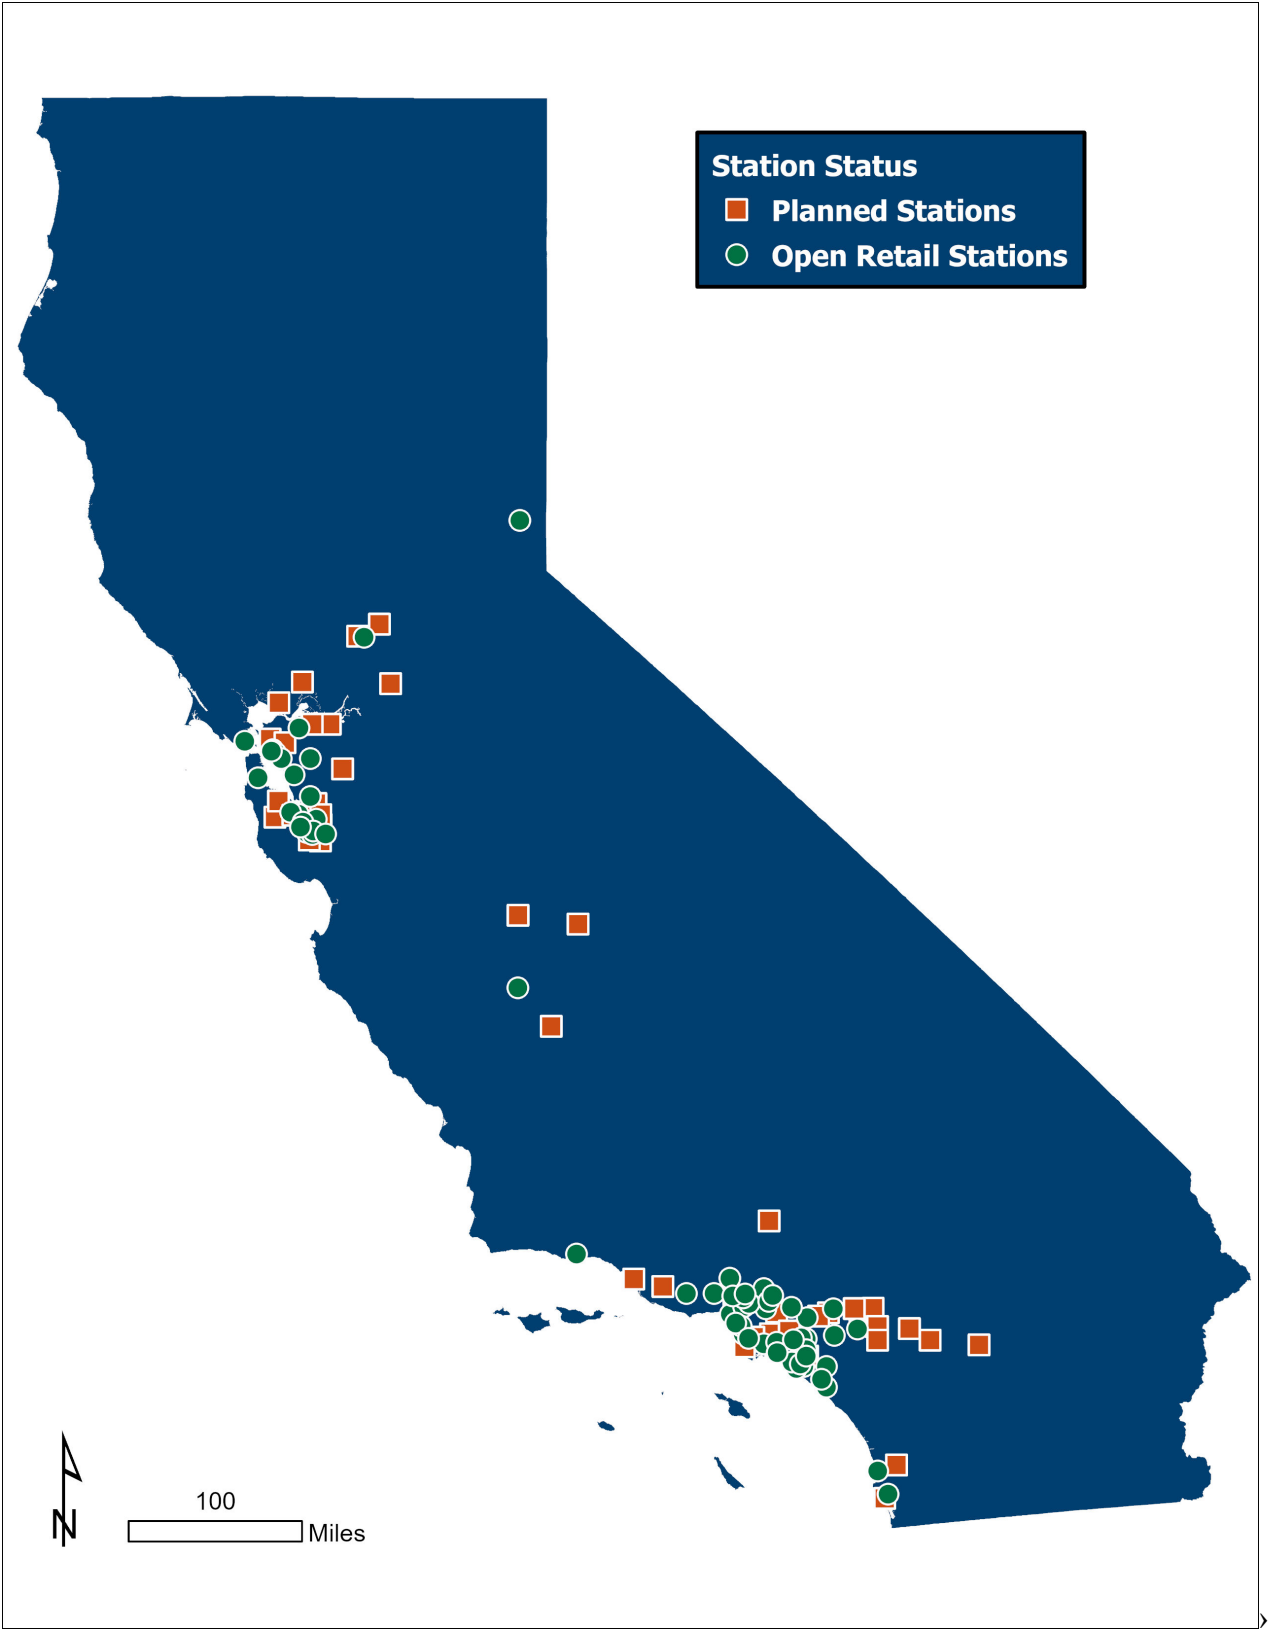 Station Status
Planned Stations
Open Retail Stations
N
100
Miles
›